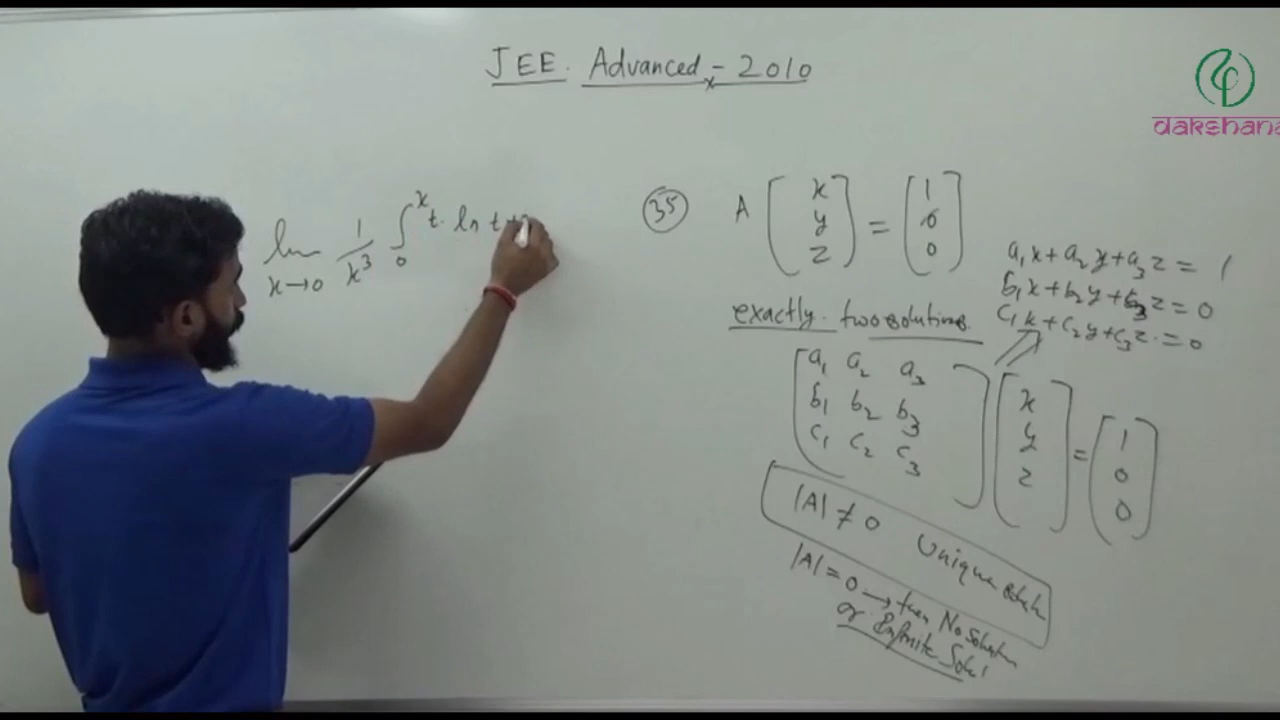 JEE. Advanced - 2010
dakshana
lim x→0 1/x³ ∫₀ˣ t. ln t
35 A [x y z] = [1 0 0]
a₁x+a₂y+a₃z = 1
b₁x+b₂y+b₃z = 0
c₁x+c₂y+c₃z = 0
exactly two solutions.
[a₁ a₂ a₃
b₁ b₂ b₃
c₁ c₂ c₃] [x y z] = [1 0 0]
|A| ≠ 0 Unique
|A| = 0 → then No solution
or Infinite